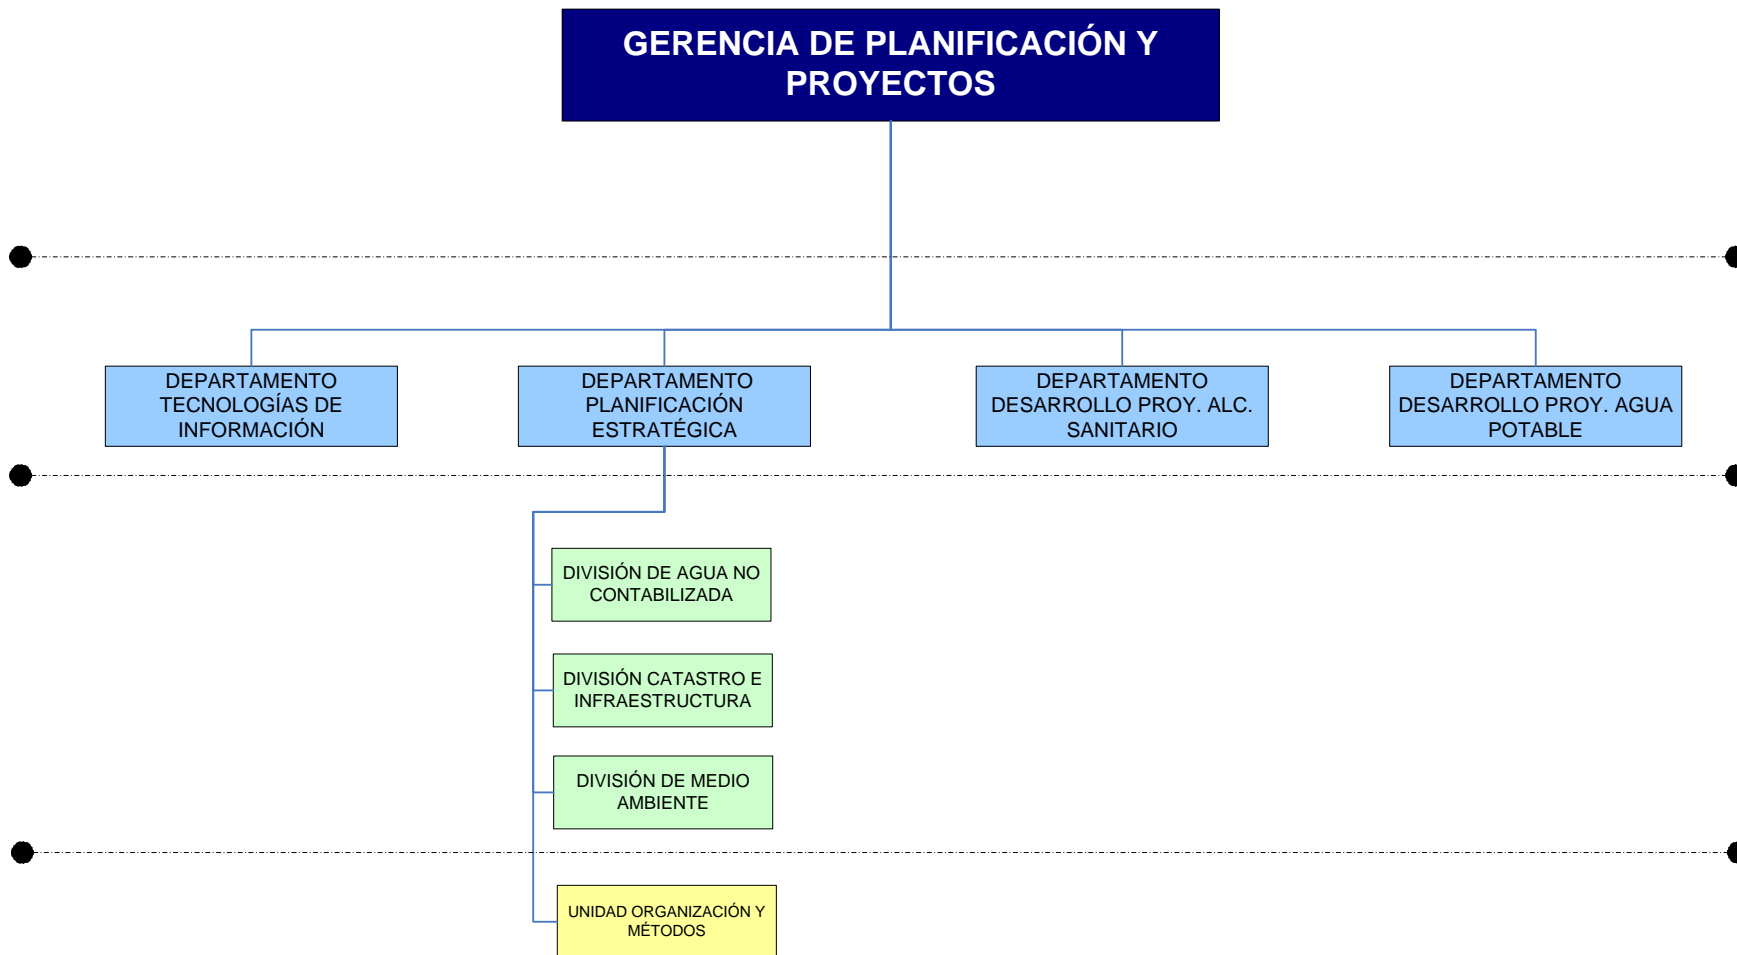 GERENCIA DE PLANIFICACIÓN Y
PROYECTOS
DEPARTAMENTO
TECNOLOGÍAS DE
INFORMACIÓN
DEPARTAMENTO
PLANIFICACIÓN
ESTRATÉGICA
DEPARTAMENTO
DESARROLLO PROY. ALC.
SANITARIO
DEPARTAMENTO
DESARROLLO PROY. AGUA
POTABLE
DIVISIÓN DE AGUA NO
CONTABILIZADA
DIVISIÓN CATASTRO E
INFRAESTRUCTURA
DIVISIÓN DE MEDIO
AMBIENTE
UNIDAD ORGANIZACIÓN Y
MÉTODOS